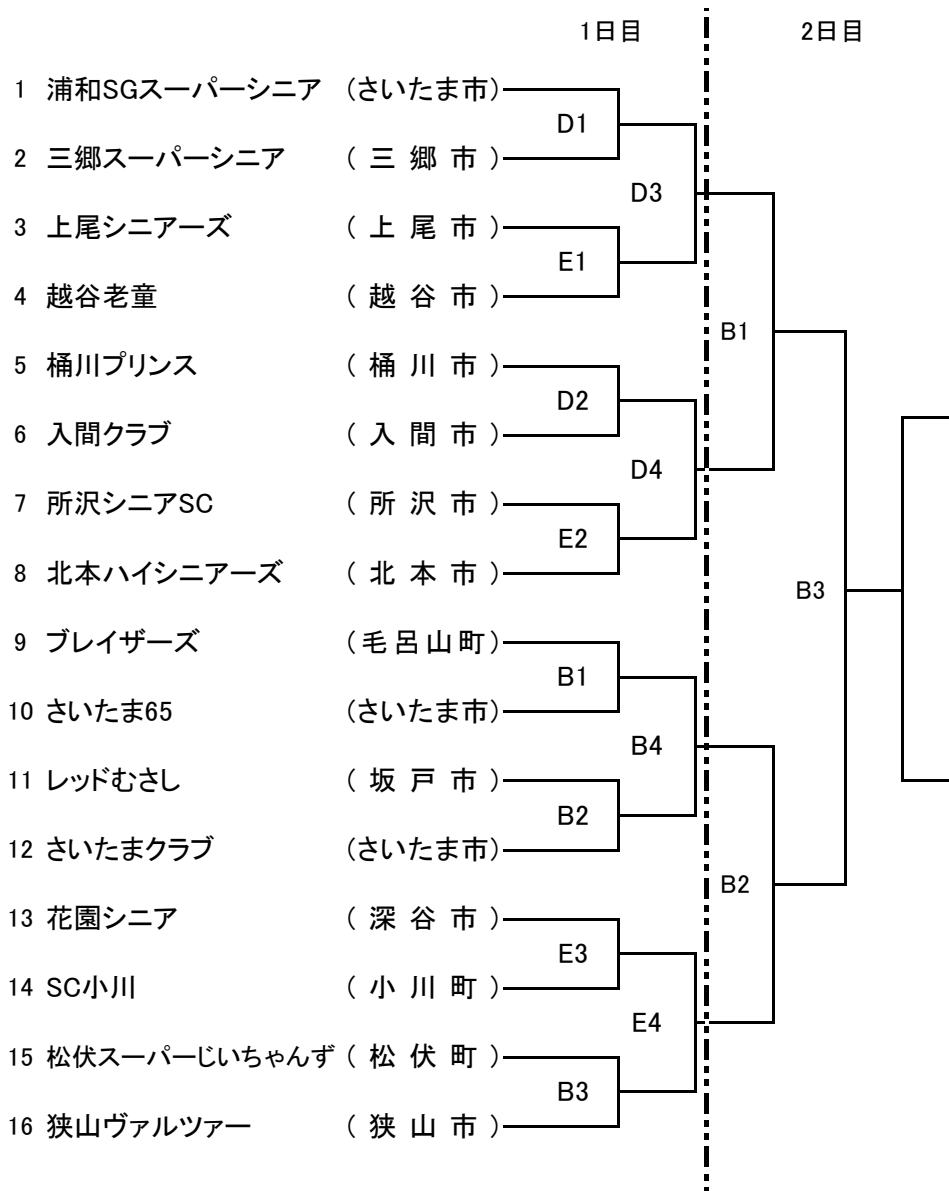 1日目 2日目
1 浦和SGスーパーシニア (さいたま市)
D1
2 三郷スーパーシニア ( 三 郷 市 )
D3
3 上尾シニアーズ ( 上 尾 市 )
E1
4 越谷老童 ( 越 谷 市 )
B1
5 桶川プリンス ( 桶 川 市 )
D2
6 入間クラブ ( 入 間 市 )
D4
7 所沢シニアSC ( 所 沢 市 )
E2
8 北本ハイシニアーズ ( 北 本 市 )
B3
9 ブレイザーズ (毛呂山町)
B1
10 さいたま65 (さいたま市)
B4
11 レッドむさし ( 坂 戸 市 )
B2
12 さいたまクラブ (さいたま市)
B2
13 花園シニア ( 深 谷 市 )
E3
14 SC小川 ( 小 川 町 )
E4
15 松伏スーパーじいちゃんず ( 松 伏 町 )
B3
16 狭山ヴァルツァー ( 狭 山 市 )